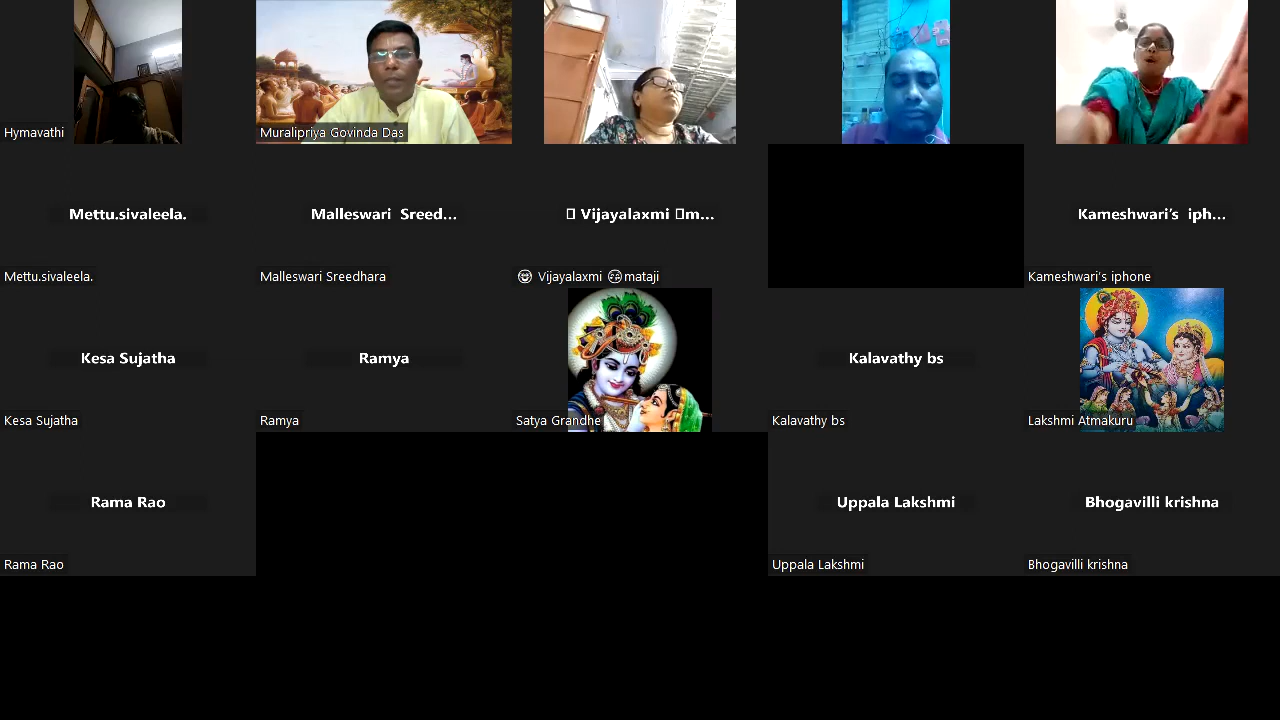 Hymavathi
Muralipriya Govinda Das
Mettu.sivaleela.
Malleswari Sreed...
Vijayalaxmi m...
Kameshwari's iph...
Mettu.sivaleela.
Malleswari Sreedhara
Vijayalaxmi mataji
Kameshwari's iphone
Kesa Sujatha
Ramya
Kalavathy bs
Kesa Sujatha
Ramya
Satya Grandhe
Kalavathy bs
Lakshmi Atmakuru
Rama Rao
Uppala Lakshmi
Bhogavilli krishna
Rama Rao
Uppala Lakshmi
Bhogavilli krishna